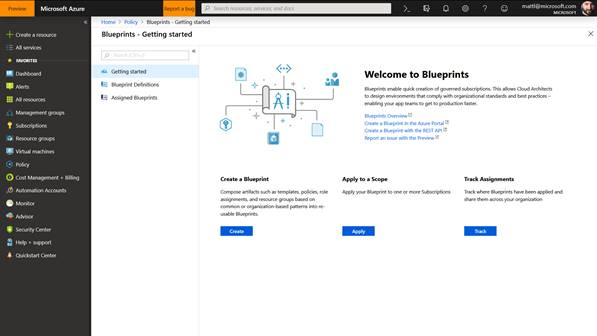 Preview
Microsoft Azure
Report a bug
Search resources, services, and docs
mattl@microsoft.com
MICROSOFT
Home > Policy > Blueprints - Getting started
Blueprints - Getting started
Create a resource
All services
FAVORITES
Dashboard
Alerts
All resources
Management groups
Subscriptions
Resource groups
Virtual machines
Policy
Cost Management + Billing
Automation Accounts
Monitor
Advisor
Security Center
Help + support
Quickstart Center
Search (Ctrl+/)
Getting started
Blueprint Definitions
Assigned Blueprints
Welcome to Blueprints
Blueprints enable quick creation of governed subscriptions. This allows Cloud Architects
to design environments that comply with organizational standards and best practices –
enabling your app teams to get to production faster.
Blueprints Overview
Create a Blueprint in the Azure Portal
Create a Blueprint with the REST API
Report an issue with the Preview
Create a Blueprint
Compose artifacts such as templates, policies, role
assignments, and resource groups based on
common or organization-based patterns into re-
usable Blueprints.
Create
Apply to a Scope
Apply your Blueprint to one or more Subscriptions
Apply
Track Assignments
Track where Blueprints have been applied and
share them across your organization
Track